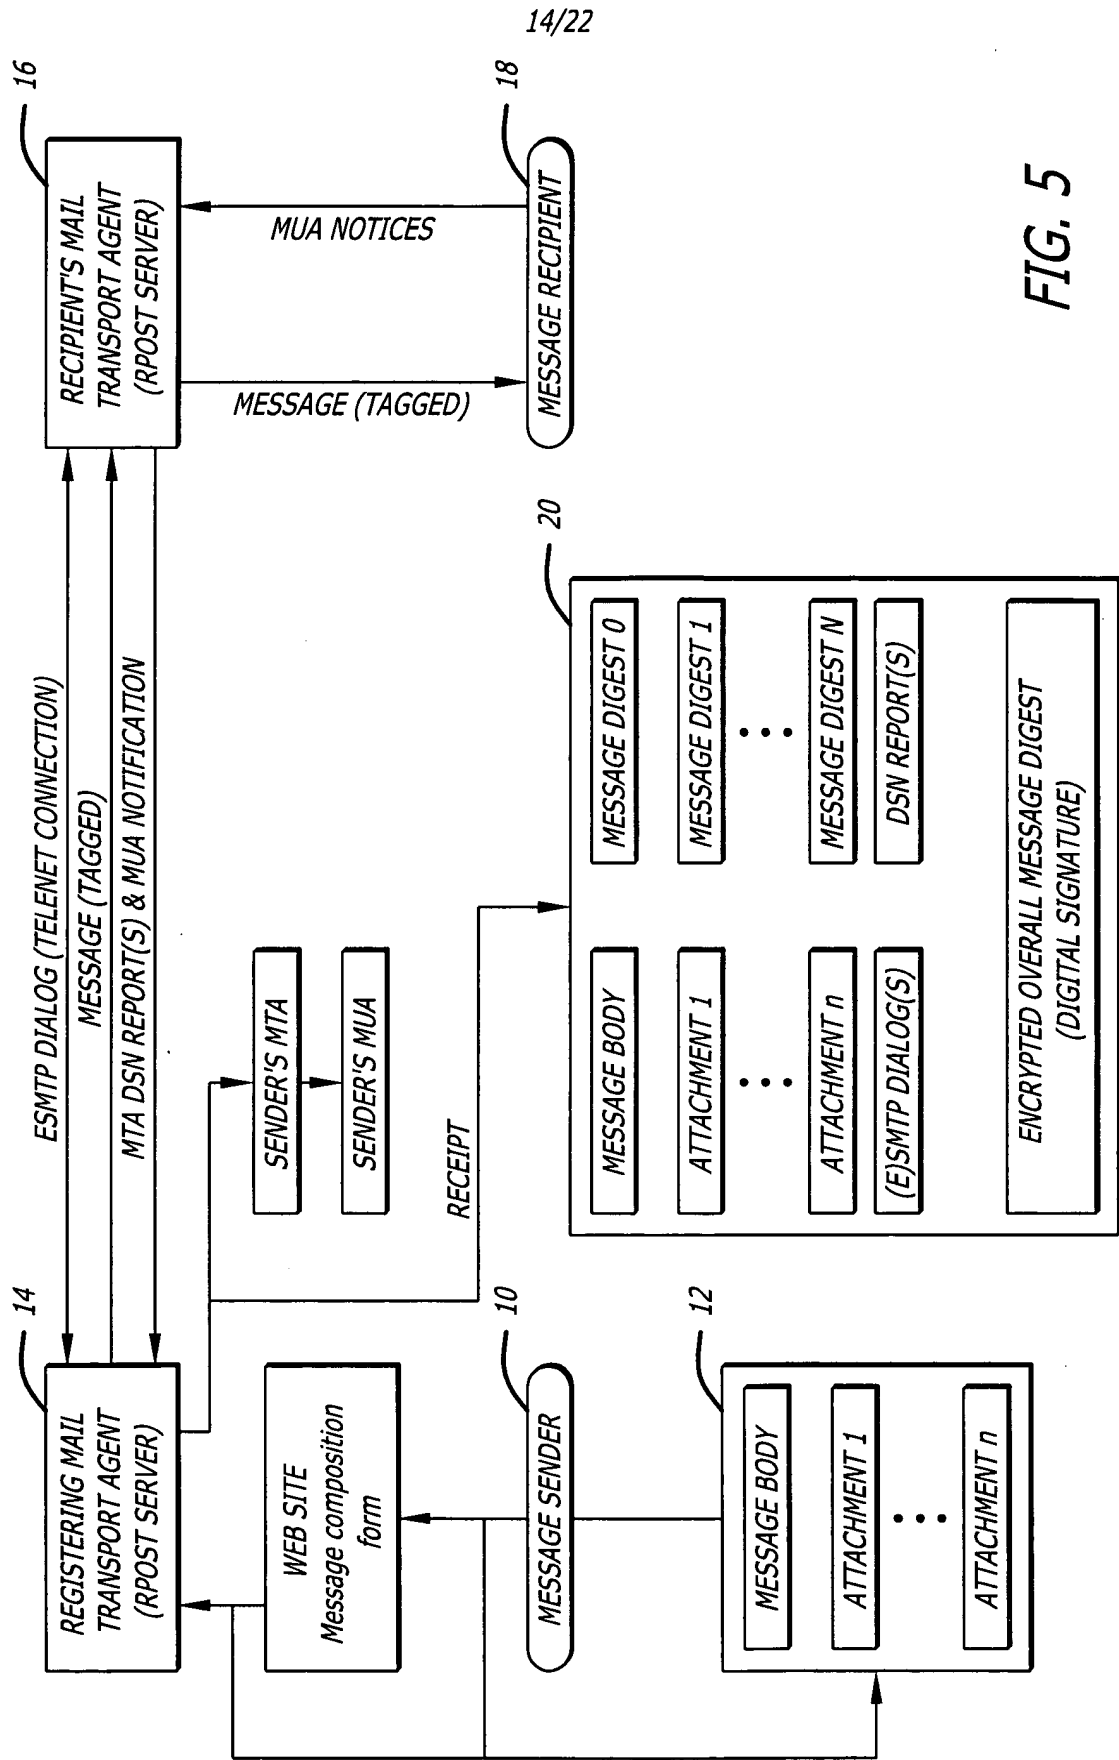 14/22
14
REGISTERING MAIL
TRANSPORT AGENT
(RPOST SERVER)
ESMTP DIALOG (TELENET CONNECTION)
MESSAGE (TAGGED)
MTA DSN REPORT(S) & MUA NOTIFICATION
16
RECIPIENT'S MAIL
TRANSPORT AGENT
(RPOST SERVER)
WEB SITE
Message composition
form
SENDER'S MTA
SENDER'S MUA
RECEIPT
MESSAGE (TAGGED)
MUA NOTICES
10
MESSAGE SENDER
18
MESSAGE RECIPIENT
12
MESSAGE BODY
ATTACHMENT 1
ATTACHMENT n
20
MESSAGE BODY
MESSAGE DIGEST 0
ATTACHMENT 1
MESSAGE DIGEST 1
ATTACHMENT n
MESSAGE DIGEST N
(E)SMTP DIALOG(S)
DSN REPORT(S)
ENCRYPTED OVERALL MESSAGE DIGEST
(DIGITAL SIGNATURE)
FIG. 5